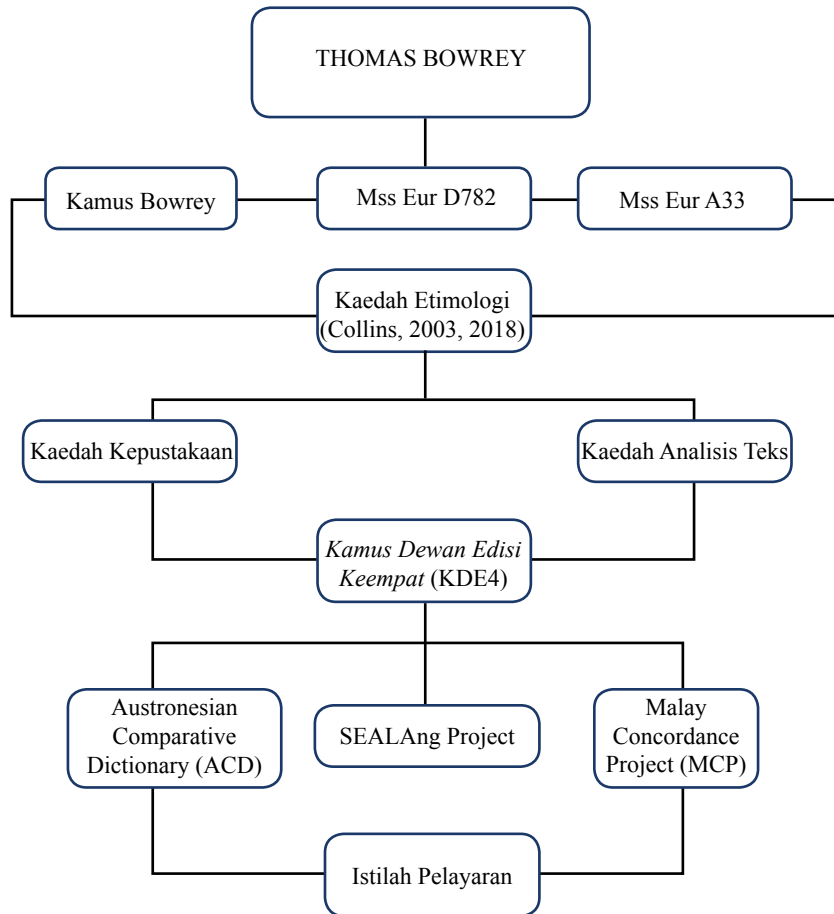 THOMAS BOWREY
Kamus Bowrey
Mss Eur D782
Mss Eur A33
Kaedah Etimologi
(Collins, 2003, 2018)
Kaedah Kepustakaan
Kaedah Analisis Teks
Kamus Dewan Edisi
Keempat (KDE4)
Austronesian
Comparative
Dictionary (ACD)
SEALAng Project
Malay
Concordance
Project (MCP)
Istilah Pelayaran